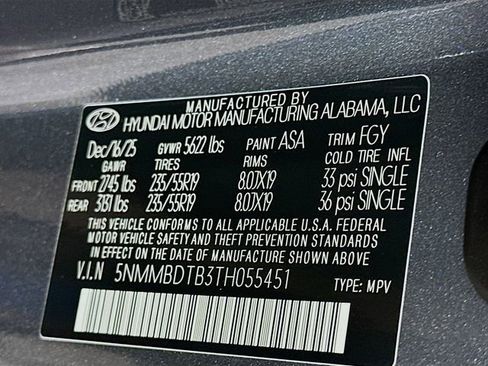 MANUFACTURED BY
HYUNDAI MOTOR MANUFACTURING ALABAMA, LLC
Dec/16/25 GVWR 5622 lbs PAINT ASA TRIM FGY
GAWR TIRES RIMS COLD TIRE INFL
FRONT 2745 lbs 235/55R19 8.0JX19 33 psi SINGLE
REAR 3131 lbs 235/55R19 8.0JX19 36 psi SINGLE
THIS VEHICLE CONFORMS TO ALL APPLICABLE U.S.A. FEDERAL
MOTOR VEHICLE SAFETY AND THEFT PREVENTION STANDARDS
IN EFFECT ON THE DATE OF MANUFACTURE SHOWN ABOVE.
V.I.N 5NMMBDTB3TH055451 TYPE: MPV